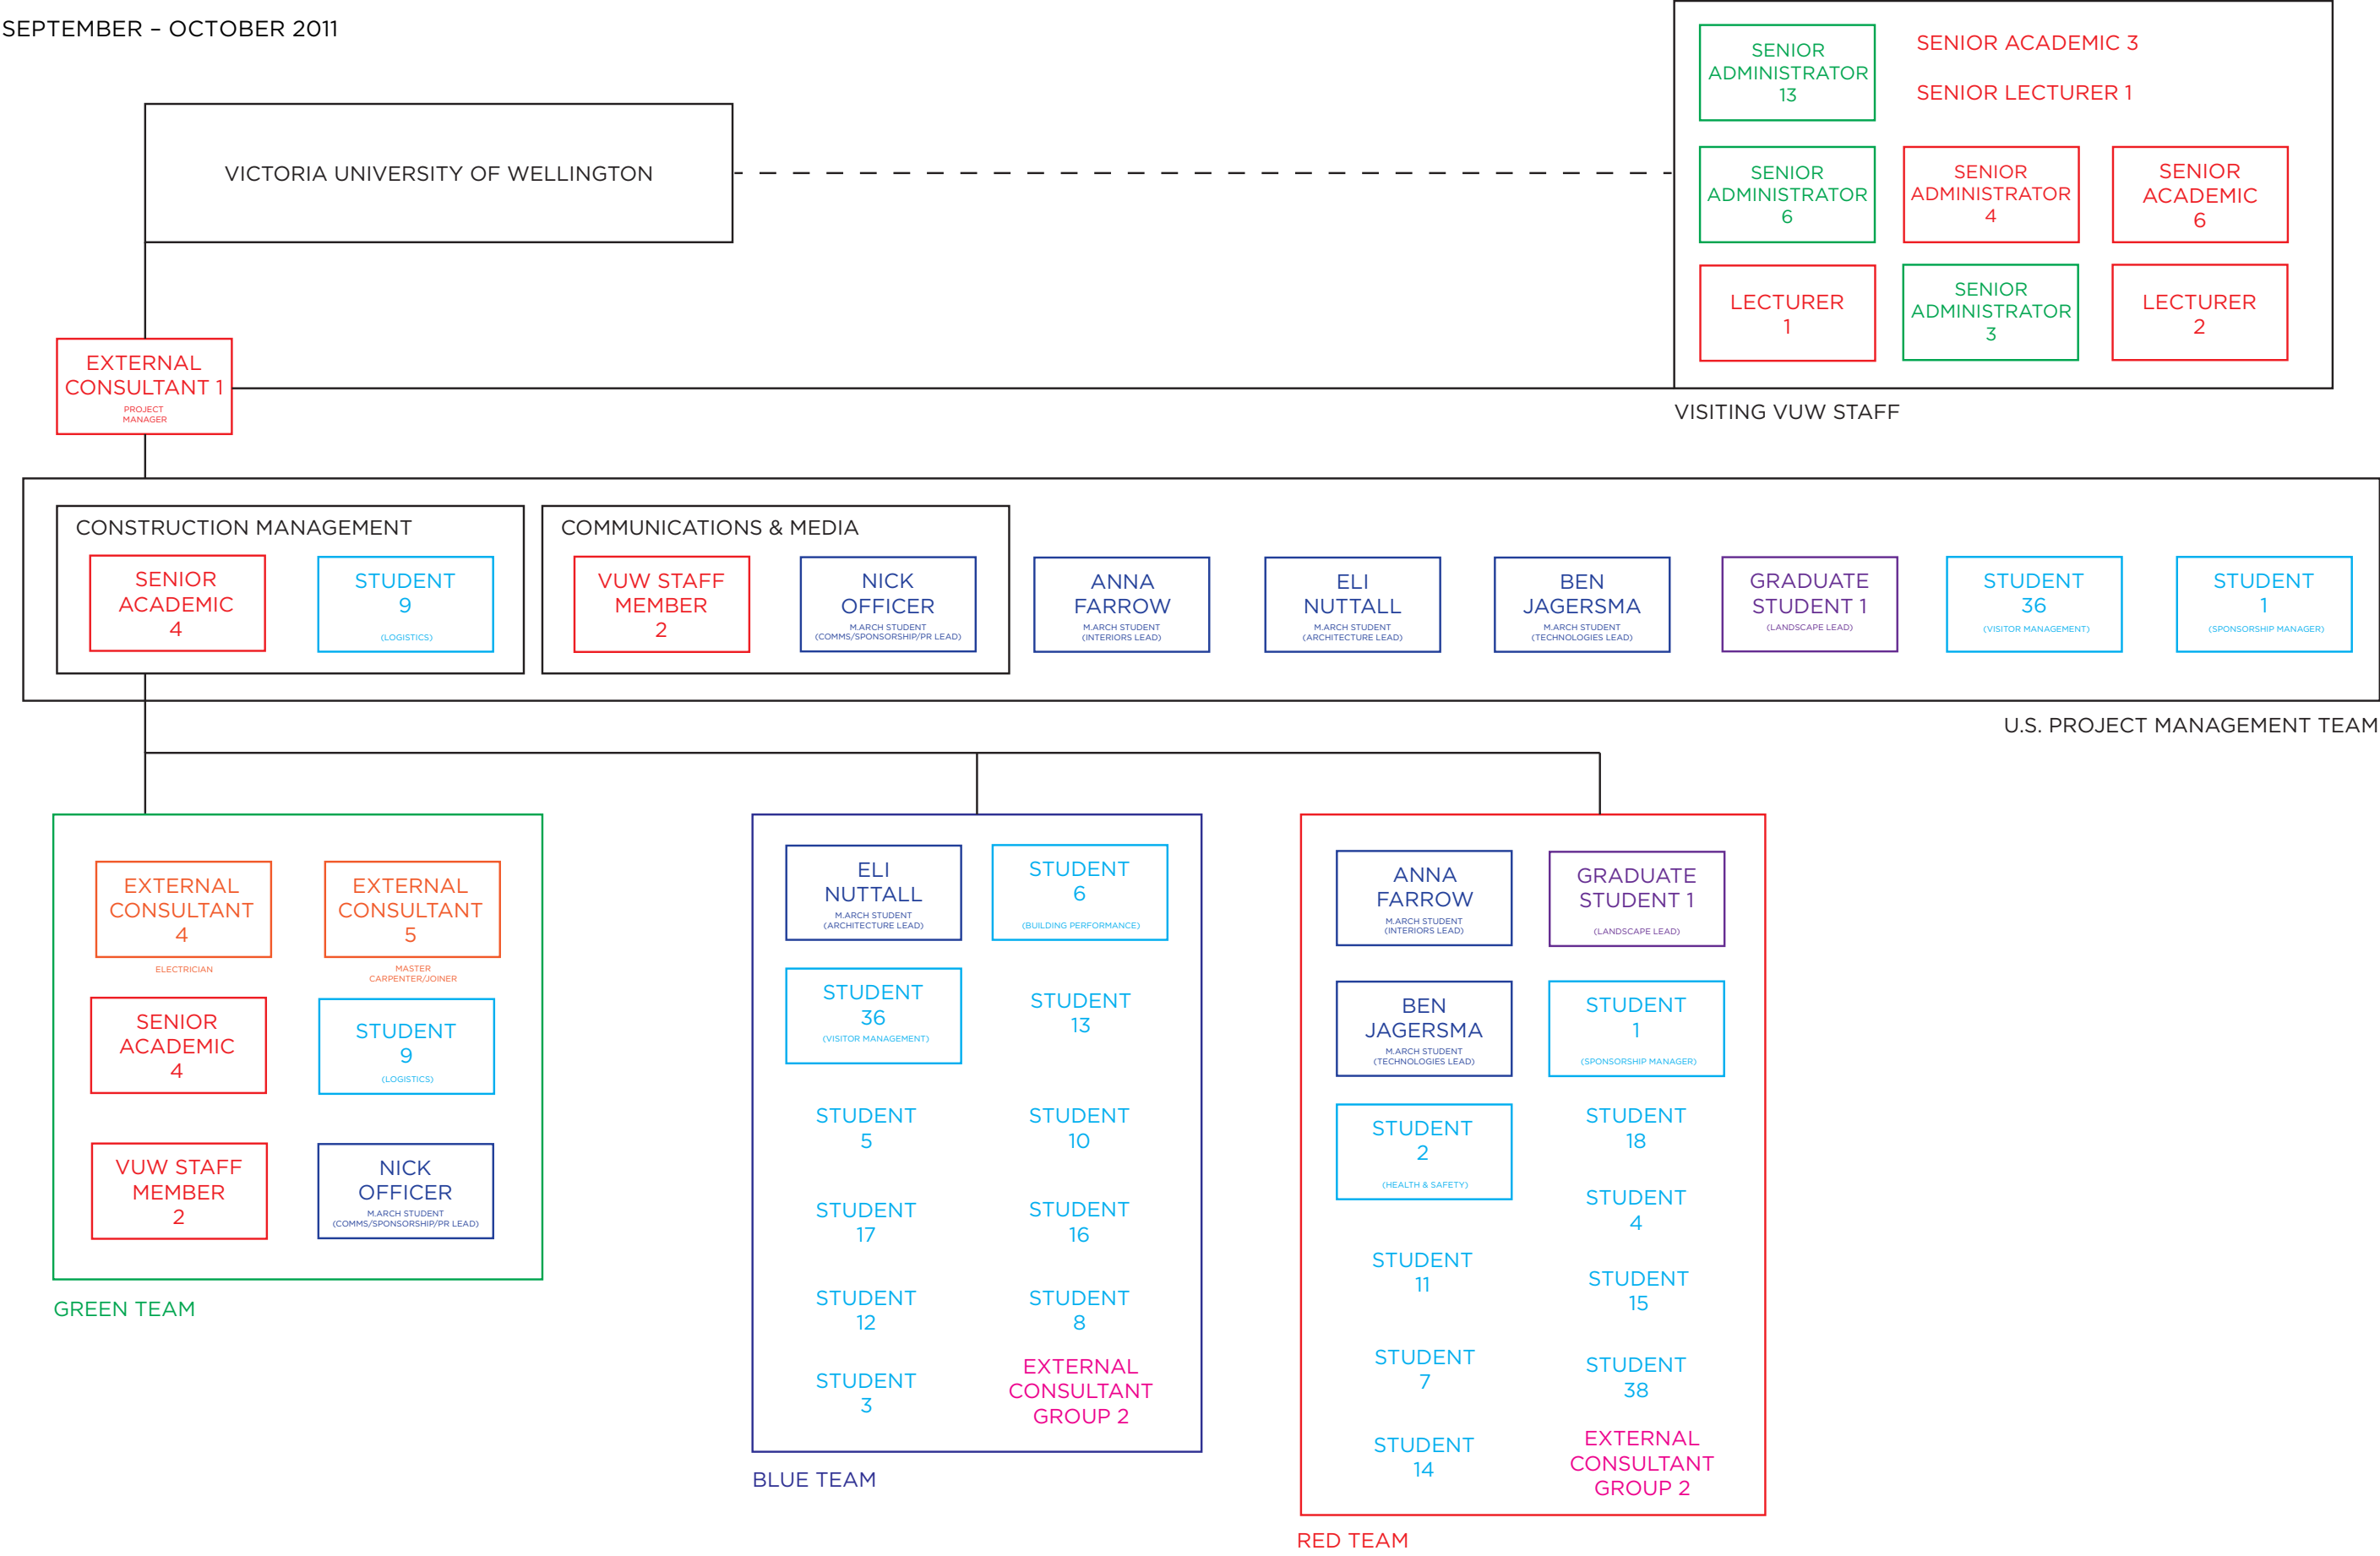 SEPTEMBER – OCTOBER 2011
VICTORIA UNIVERSITY OF WELLINGTON
SENIOR
ADMINISTRATOR
13
SENIOR ACADEMIC 3
SENIOR LECTURER 1
SENIOR
ADMINISTRATOR
6
SENIOR
ADMINISTRATOR
4
SENIOR
ACADEMIC
6
LECTURER
1
SENIOR
ADMINISTRATOR
3
LECTURER
2
VISITING VUW STAFF
EXTERNAL
CONSULTANT 1
PROJECT
MANAGER
CONSTRUCTION MANAGEMENT
SENIOR
ACADEMIC
4
STUDENT
9
(LOGISTICS)
COMMUNICATIONS & MEDIA
VUW STAFF
MEMBER
2
NICK
OFFICER
M.ARCH STUDENT
(COMMS/SPONSORSHIP/PR LEAD)
ANNA
FARROW
M.ARCH STUDENT
(INTERIORS LEAD)
ELI
NUTTALL
M.ARCH STUDENT
(ARCHITECTURE LEAD)
BEN
JAGERSMA
M.ARCH STUDENT
(TECHNOLOGIES LEAD)
GRADUATE
STUDENT 1
(LANDSCAPE LEAD)
STUDENT
36
(VISITOR MANAGEMENT)
STUDENT
1
(SPONSORSHIP MANAGER)
U.S. PROJECT MANAGEMENT TEAM
EXTERNAL
CONSULTANT
4
ELECTRICIAN
EXTERNAL
CONSULTANT
5
MASTER
CARPENTER/JOINER
SENIOR
ACADEMIC
4
STUDENT
9
(LOGISTICS)
VUW STAFF
MEMBER
2
NICK
OFFICER
M.ARCH STUDENT
(COMMS/SPONSORSHIP/PR LEAD)
GREEN TEAM
ELI
NUTTALL
M.ARCH STUDENT
(ARCHITECTURE LEAD)
STUDENT
6
(BUILDING PERFORMANCE)
STUDENT
36
(VISITOR MANAGEMENT)
STUDENT
13
STUDENT
5
STUDENT
10
STUDENT
17
STUDENT
16
STUDENT
12
STUDENT
8
STUDENT
3
EXTERNAL
CONSULTANT
GROUP 2
BLUE TEAM
ANNA
FARROW
M.ARCH STUDENT
(INTERIORS LEAD)
GRADUATE
STUDENT 1
(LANDSCAPE LEAD)
BEN
JAGERSMA
M.ARCH STUDENT
(TECHNOLOGIES LEAD)
STUDENT
1
(SPONSORSHIP MANAGER)
STUDENT
2
(HEALTH & SAFETY)
STUDENT
18
STUDENT
4
STUDENT
11
STUDENT
15
STUDENT
7
STUDENT
38
STUDENT
14
EXTERNAL
CONSULTANT
GROUP 2
RED TEAM